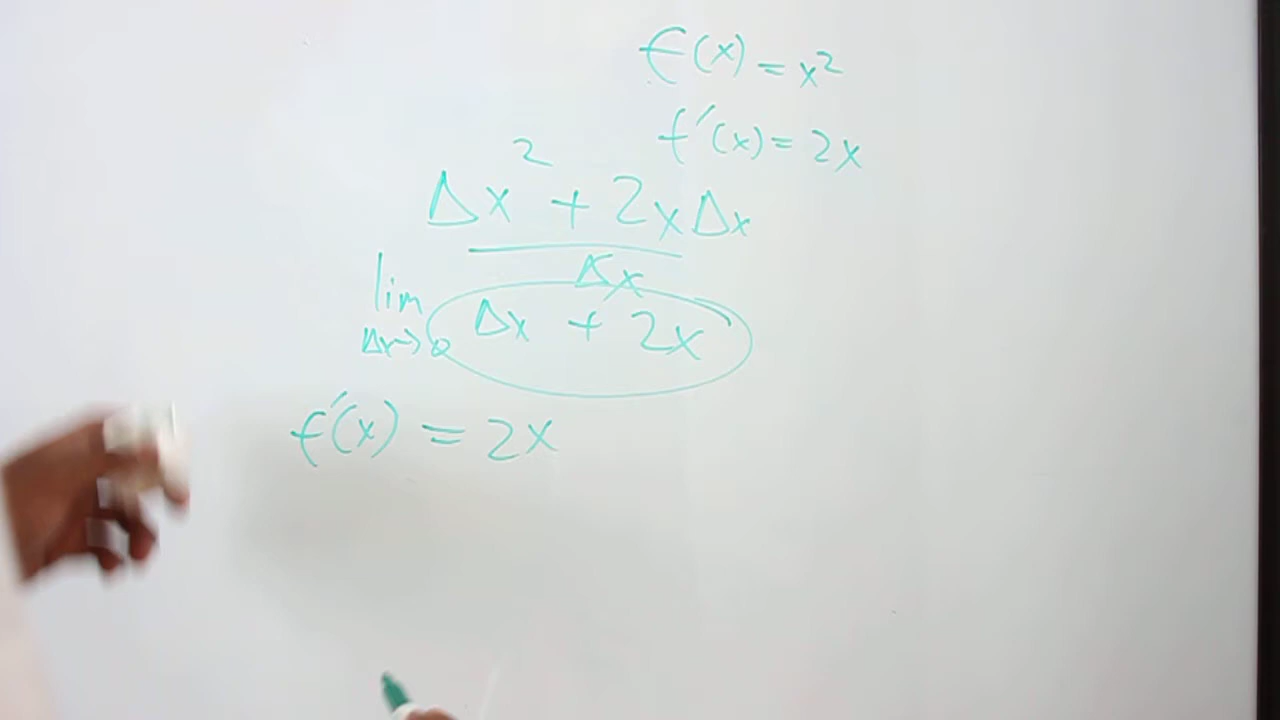 f(x) = x²
f'(x) = 2x
Δx² + 2xΔx
Δx
lim Δx + 2x
Δx→0
f'(x) = 2x